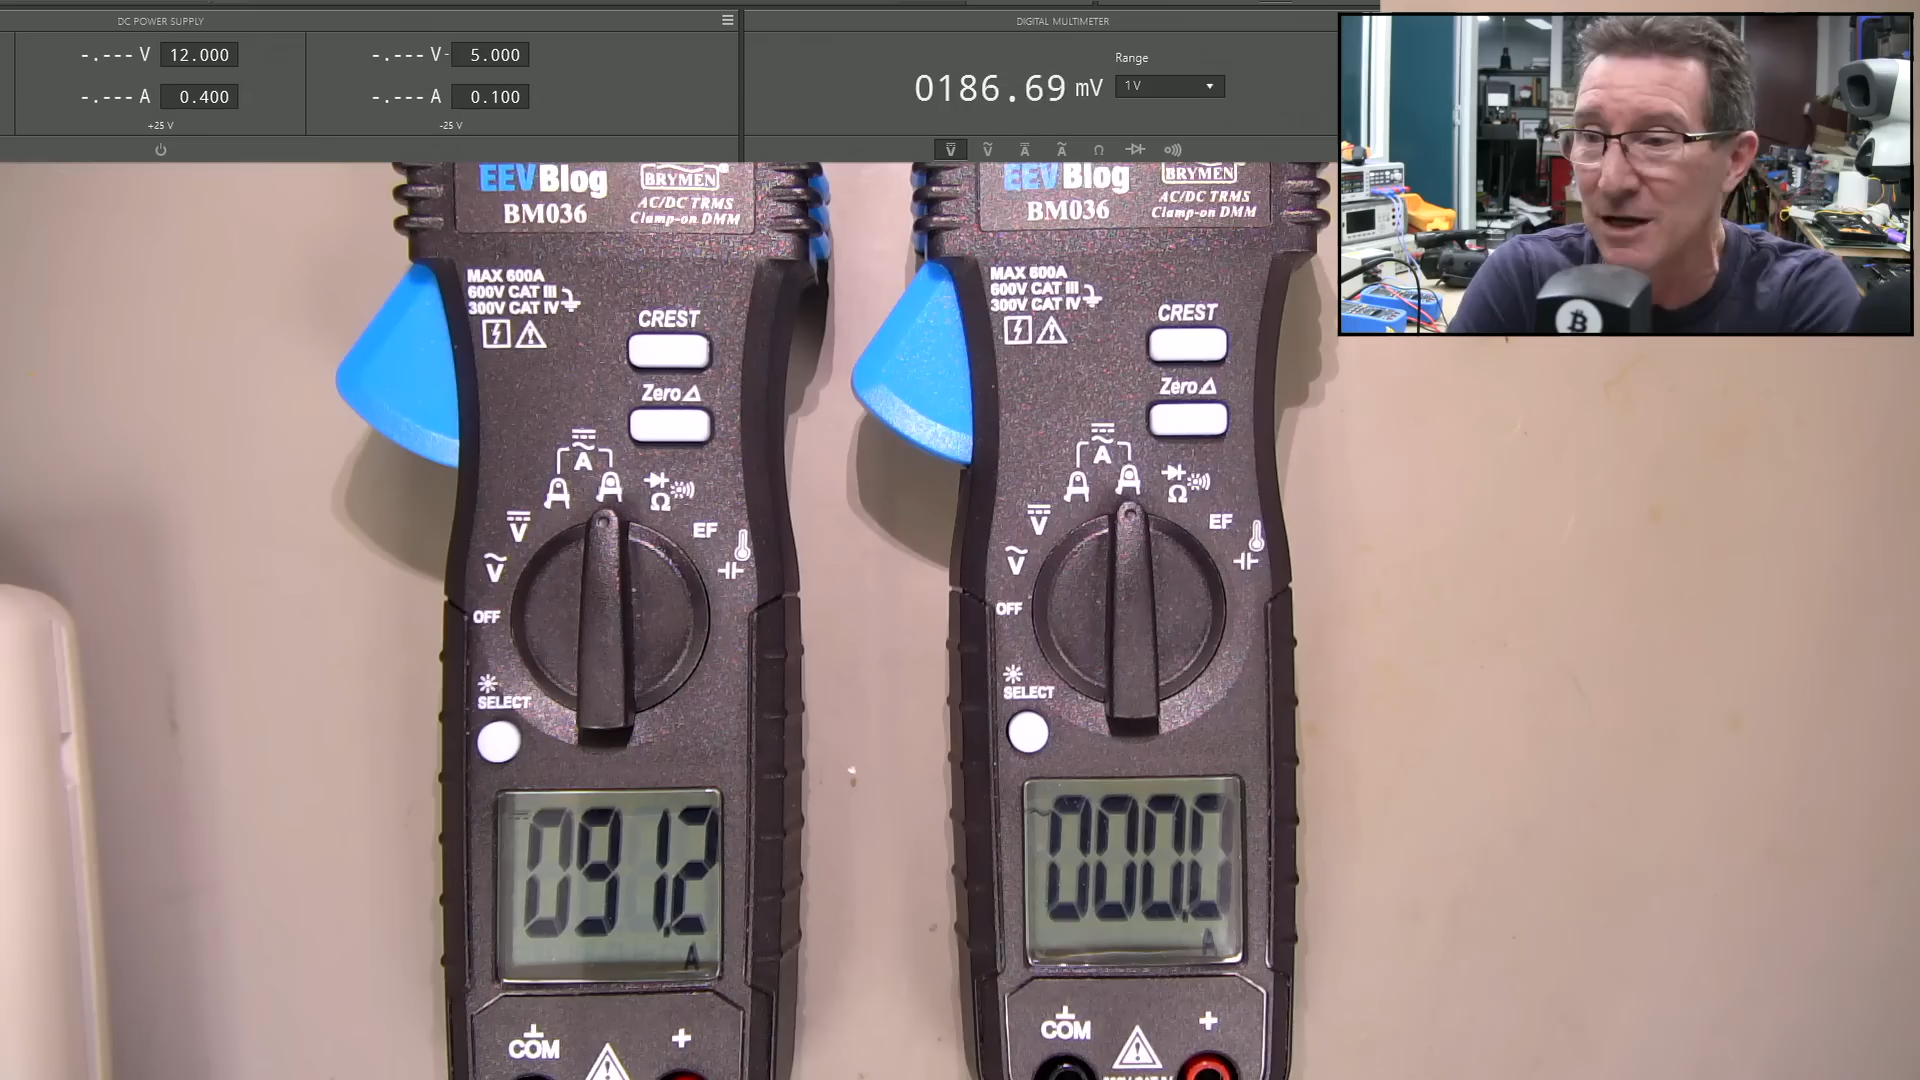 DC POWER SUPPLY
-.--- V 12.000
-.--- A 0.400
+25 V
-.--- V- 5.000
-.--- A 0.100
-25 V
DIGITAL MULTIMETER
0186.69 mV
Range
1 V
V V A A Ω
EEVBlog
BM036
BRYMEN®
AC/DC TRMS
Clamp-on DMM
MAX 600A
600V CAT III
300V CAT IV
CREST
Zero Δ
A
Ω
V
EF
V
OFF
SELECT
091.2
A
COM
+
EEVBlog
BM036
BRYMEN®
AC/DC TRMS
Clamp-on DMM
MAX 600A
600V CAT III
300V CAT IV
CREST
Zero Δ
A
Ω
V
EF
V
OFF
SELECT
000.0
A
COM
+